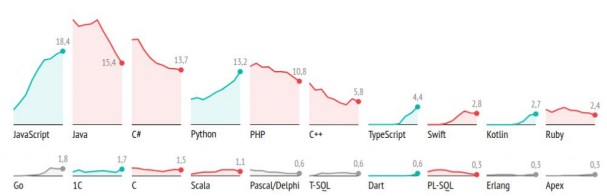 18,4 15,4 13,7 13,2 10,8 5,8 4,4 2,8 2,7 2,4
JavaScript Java C# Python PHP C++ TypeScript Swift Kotlin Ruby
1,8 1,7 1,5 1,1 0,6 0,6 0,6 0,3 0,3 0,3
Go 1C C Scala Pascal/Delphi T-SQL Dart PL-SQL Erlang Apex